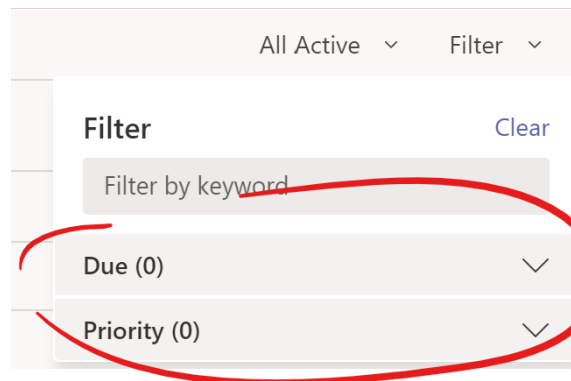 All Active Filter
Filter Clear
Filter by keyword
Due (0)
Priority (0)